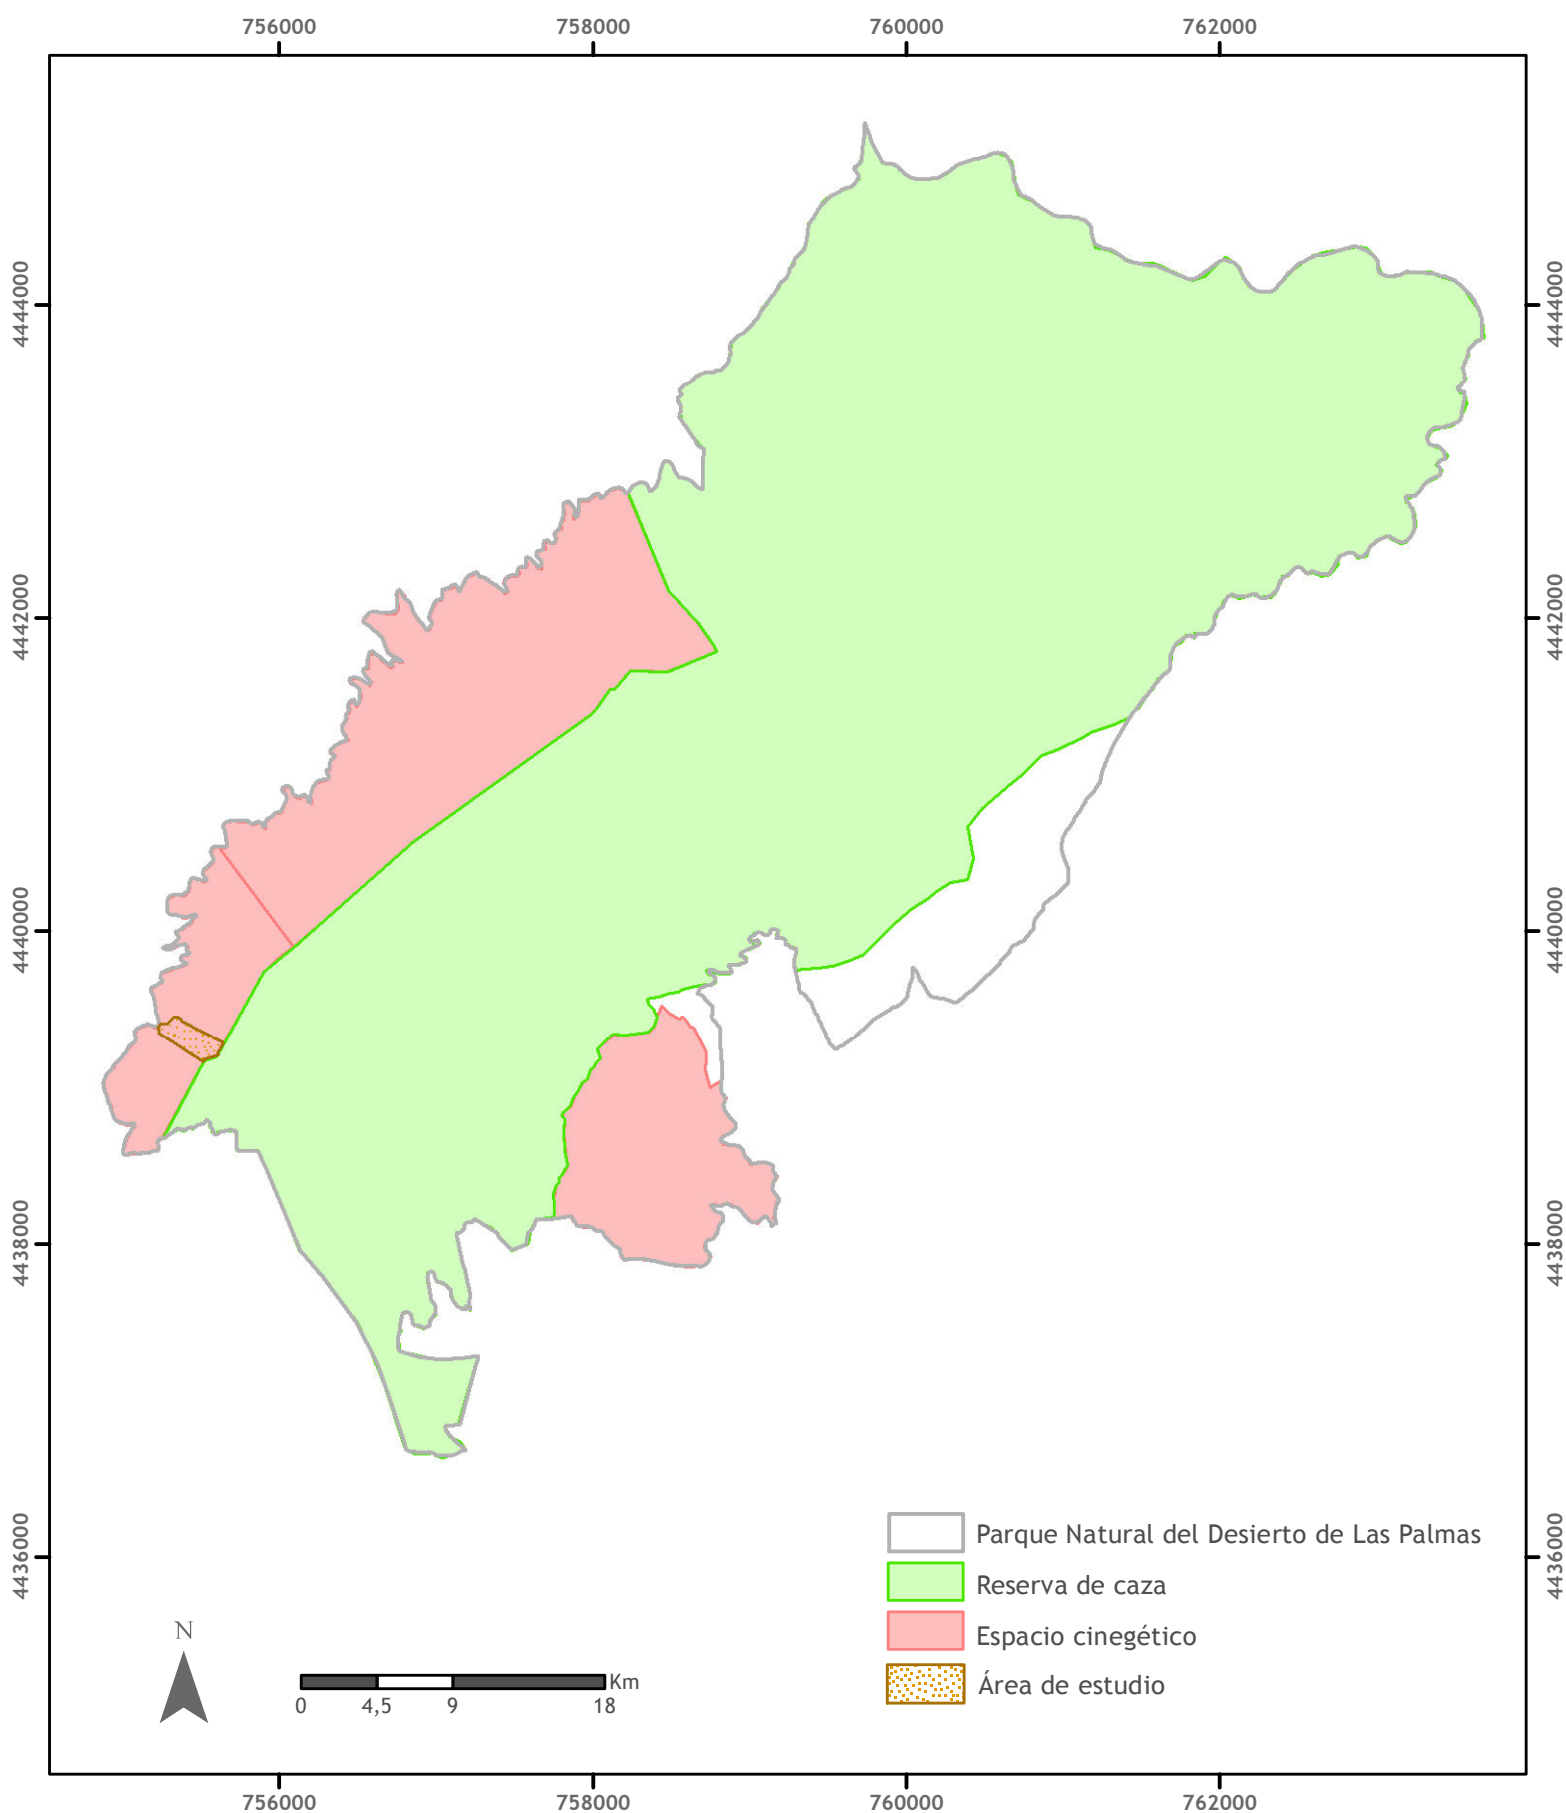 756000 758000 760000 762000
4444000 4444000
4442000 4442000
4440000 4440000
4438000 4438000
4436000 4436000
Parque Natural del Desierto de Las Palmas
Reserva de caza
Espacio cinegético
Área de estudio
N
Km
0 4,5 9 18
756000 758000 760000 762000